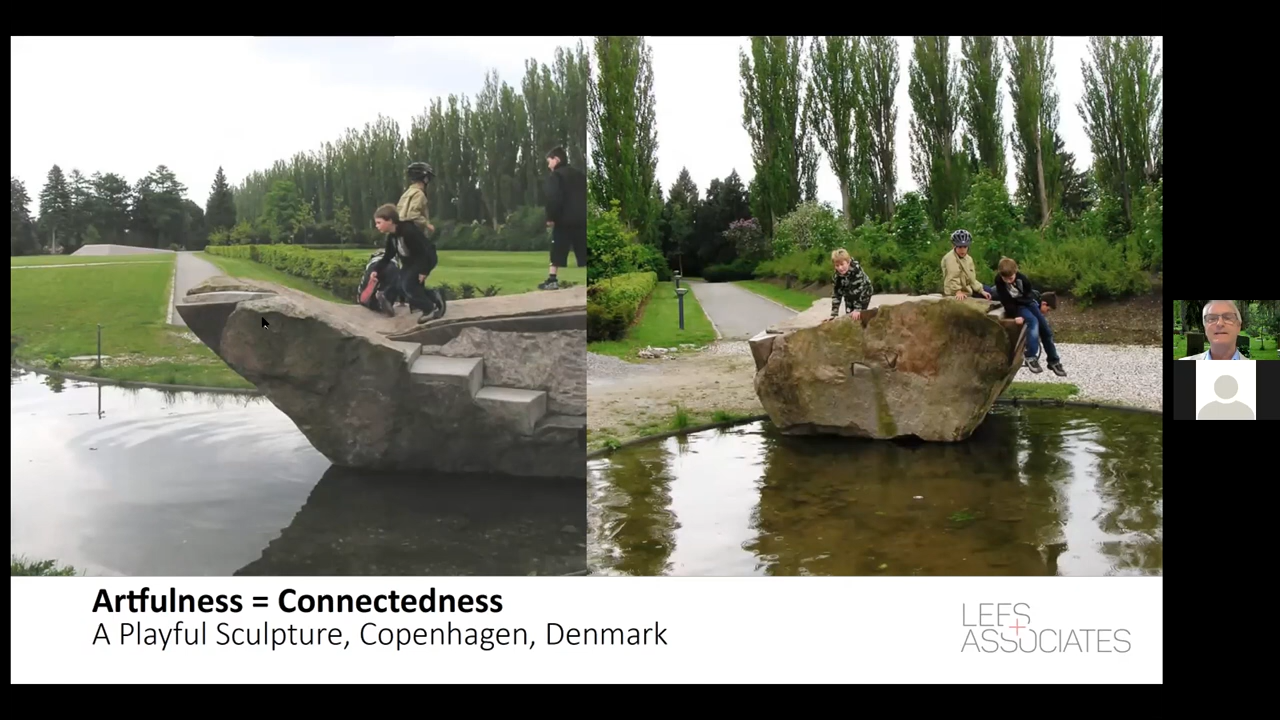 Artfulness = Connectedness
A Playful Sculpture, Copenhagen, Denmark
LEES
+
ASSOCIATES